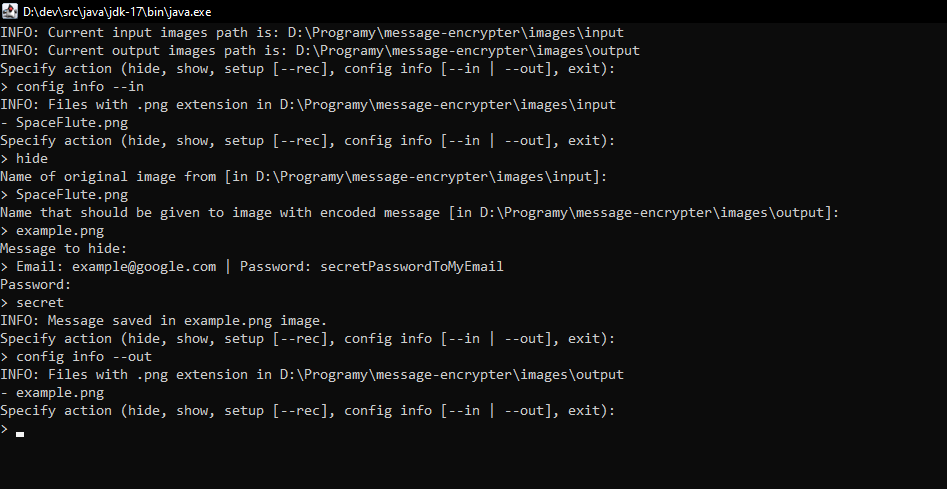 D:\dev\src\java\jdk-17\bin\java.exe
INFO: Current input images path is: D:\Programy\message-encrypter\images\input
INFO: Current output images path is: D:\Programy\message-encrypter\images\output
Specify action (hide, show, setup [--rec], config info [--in | --out], exit):
> config info --in
INFO: Files with .png extension in D:\Programy\message-encrypter\images\input
- SpaceFlute.png
Specify action (hide, show, setup [--rec], config info [--in | --out], exit):
> hide
Name of original image from [in D:\Programy\message-encrypter\images\input]:
> SpaceFlute.png
Name that should be given to image with encoded message [in D:\Programy\message-encrypter\images\output]:
> example.png
Message to hide:
> Email: example@google.com | Password: secretPasswordToMyEmail
Password:
> secret
INFO: Message saved in example.png image.
Specify action (hide, show, setup [--rec], config info [--in | --out], exit):
> config info --out
INFO: Files with .png extension in D:\Programy\message-encrypter\images\output
- example.png
Specify action (hide, show, setup [--rec], config info [--in | --out], exit):
>